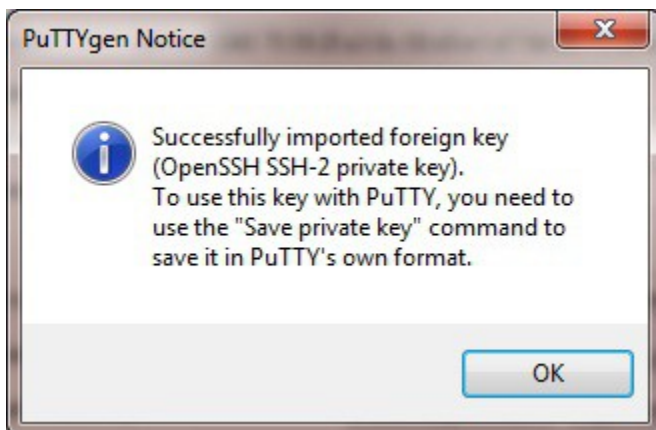 PuTTYgen Notice
Successfully imported foreign key
(OpenSSH SSH-2 private key).
To use this key with PuTTY, you need to
use the "Save private key" command to
save it in PuTTY's own format.
OK